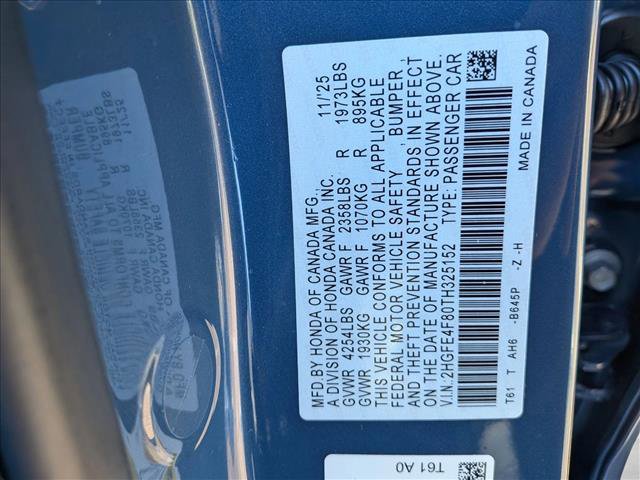 MFD BY HONDA OF CANADA MFG. 11/25
A DIVISION OF HONDA CANADA INC.
GVWR 4254LBS GAWR F 2358LBS R 1973LBS
GVWR 1930KG GAWR F 1070KG R 895KG
THIS VEHICLE CONFORMS TO ALL APPLICABLE
FEDERAL MOTOR VEHICLE SAFETY, BUMPER,
AND THEFT PREVENTION STANDARDS IN EFFECT
ON THE DATE OF MANUFACTURE SHOWN ABOVE.
V.I.N.:2HGFE4F80TH325152 TYPE: PASSENGER CAR
T61 T AH6 -B645P -Z -H MADE IN CANADA
T61 A0